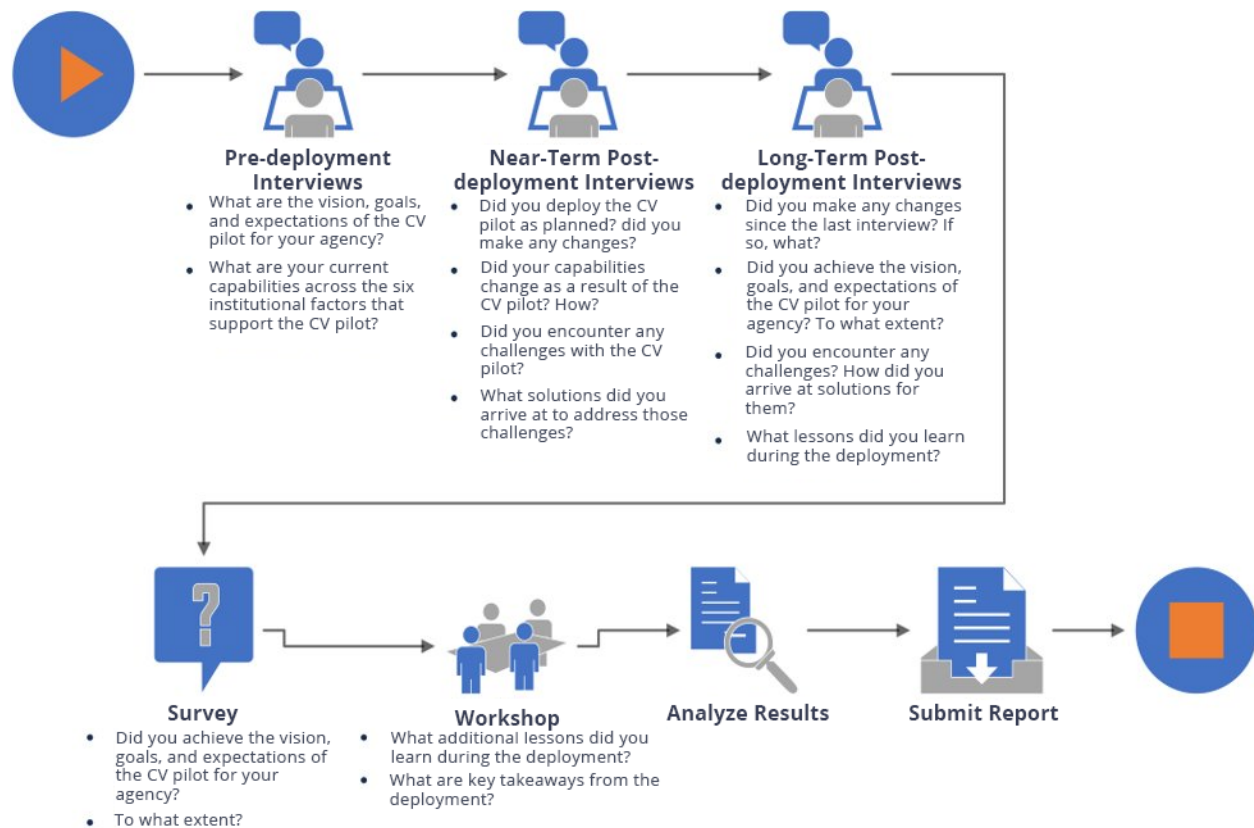 Pre-deployment
Interviews
• What are the vision, goals,
and expectations of the CV
pilot for your agency?
• What are your current
capabilities across the six
institutional factors that
support the CV pilot?
Near-Term Post-
deployment Interviews
• Did you deploy the CV
pilot as planned? did you
make any changes?
• Did your capabilities
change as a result of the
CV pilot? How?
• Did you encounter any
challenges with the CV
pilot?
• What solutions did you
arrive at to address those
challenges?
Long-Term Post-
deployment Interviews
• Did you make any changes
since the last interview? If
so, what?
• Did you achieve the vision,
goals, and expectations of
the CV pilot for your
agency? To what extent?
• Did you encounter any
challenges? How did you
arrive at solutions for
them?
• What lessons did you learn
during the deployment?
?
Survey
• Did you achieve the vision,
goals, and expectations of
the CV pilot for your
agency?
• To what extent?
Workshop
• What additional lessons did you
learn during the deployment?
• What are key takeaways from the
deployment?
Analyze Results
Submit Report